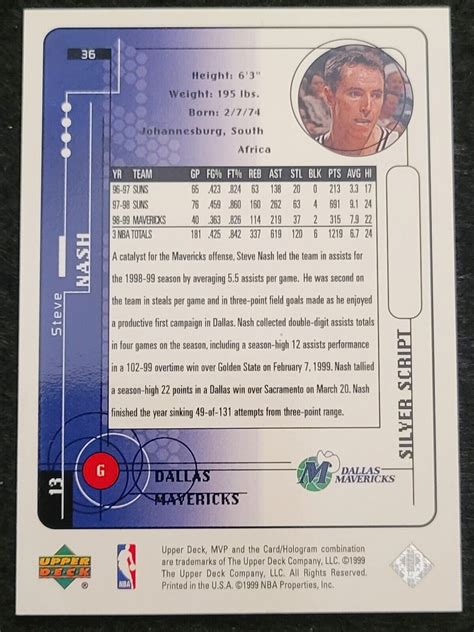 36
Height: 6'3"
Weight: 195 lbs.
Born: 2/7/74
Johannesburg, South
Africa
YR TEAM GP FG% FT% REB AST STL BLK PTS AVG HI
96-97 SUNS 65 .423 .824 63 138 20 0 213 3.3 17
97-98 SUNS 76 .459 .860 160 262 63 4 691 9.1 24
98-99 MAVERICKS 40 .363 .826 114 219 37 2 315 7.9 22
3 NBA TOTALS 181 .425 .842 337 619 120 6 1219 6.7 24
A catalyst for the Mavericks offense, Steve Nash led the team in assists
for the 1998-99 season by averaging 5.5 assists per game. He was second on
the team in steals per game and in three-point field goals made as he enjoyed
a productive first campaign in Dallas. Nash collected double-digit assists totals
in four games on the season, including a season-high 12 assists performance
in a 102-99 overtime win over Golden State on February 7, 1999. Nash tallied
a season-high 22 points in a Dallas win over Sacramento on March 20. Nash
finished the year sinking 49-of-131 attempts from three-point range.
Steve
NASH
SILVER SCRIPT
13
G
DALLAS
MAVERICKS
M
DALLAS
MAVERICKS
UPPER
DECK
NBA
Upper Deck, MVP and the Card/Hologram combination
are trademarks of The Upper Deck Company, LLC. ©1999
The Upper Deck Company, LLC. All Rights Reserved.
Printed in the U.S.A. ©1999 NBA Properties, Inc.